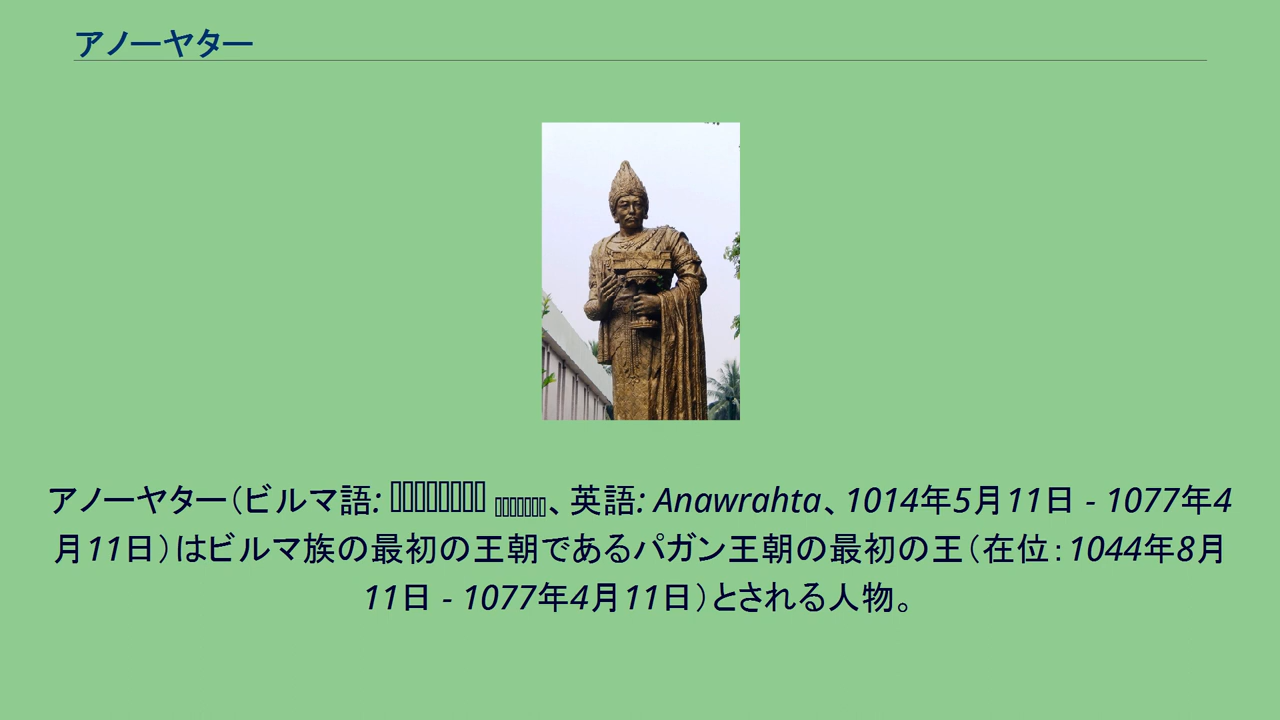 アノーヤター
アノーヤター（ビルマ語: 、英語: Anawrahta、1014年5月11日 - 1077年4
月11日）はビルマ族の最初の王朝であるパガン王朝の最初の王（在位：1044年8月
11日 - 1077年4月11日）とされる人物。